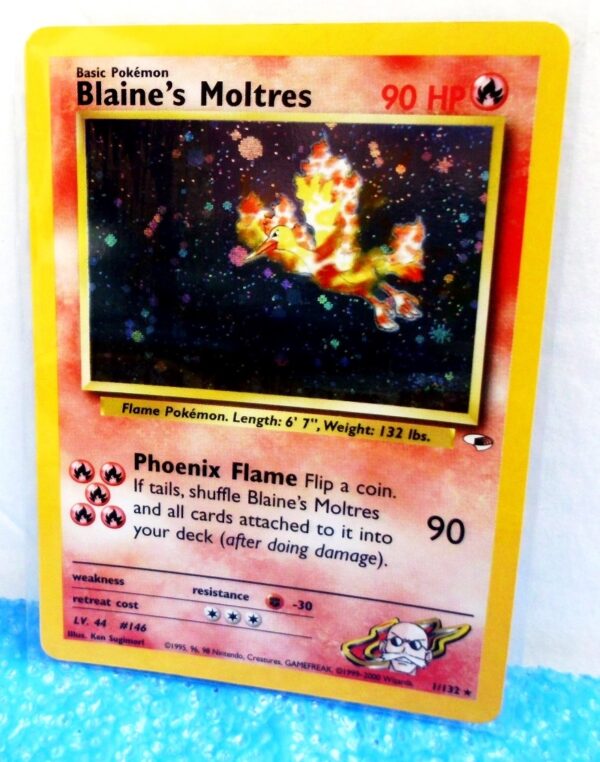 Basic Pokémon
Blaine's Moltres 90 HP
Flame Pokémon. Length: 6' 7", Weight: 132 lbs.
Phoenix Flame Flip a coin.
If tails, shuffle Blaine's Moltres
and all cards attached to it into
your deck (after doing damage).
90
weakness
resistance -30
retreat cost
LV. 44 #146
Illus. Ken Sugimori
©1995, 96, 98 Nintendo, Creatures, GAMEFREAK. ©1999-2000 Wizards.
1/132 ★